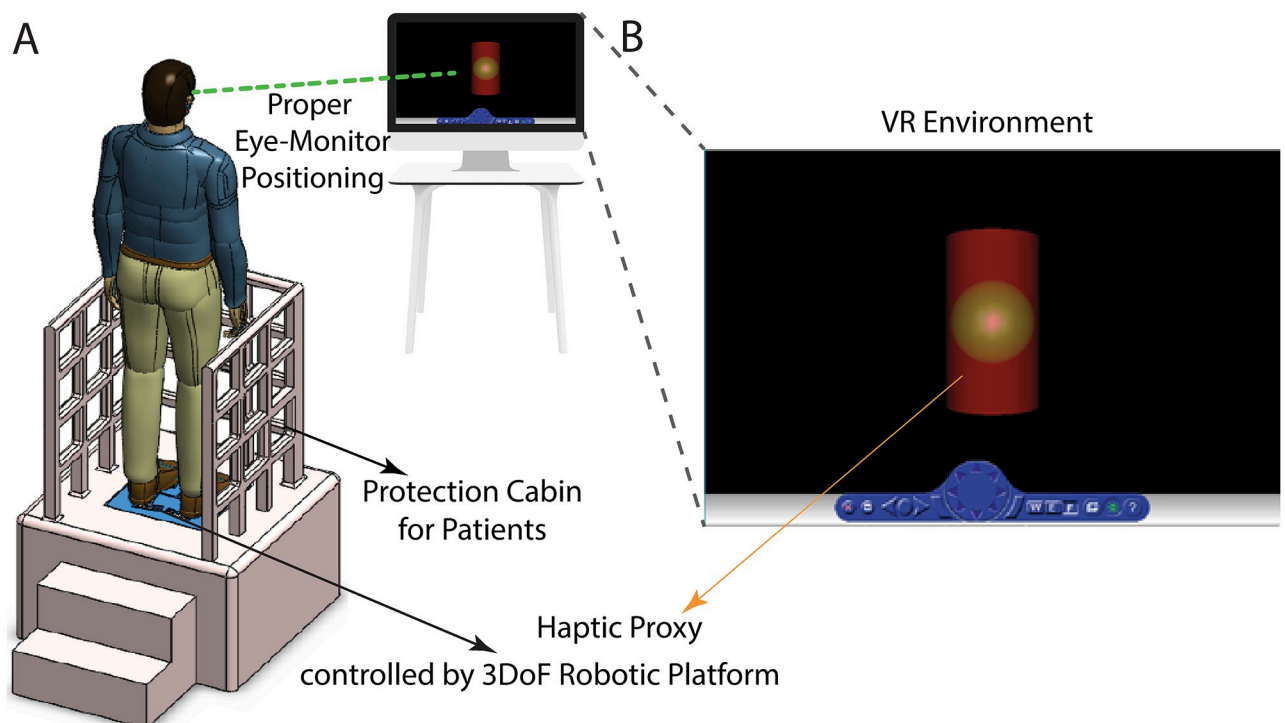 A
B
Proper
Eye-Monitor
Positioning
VR Environment
Protection Cabin
for Patients
Haptic Proxy
controlled by 3DoF Robotic Platform
W E F
?